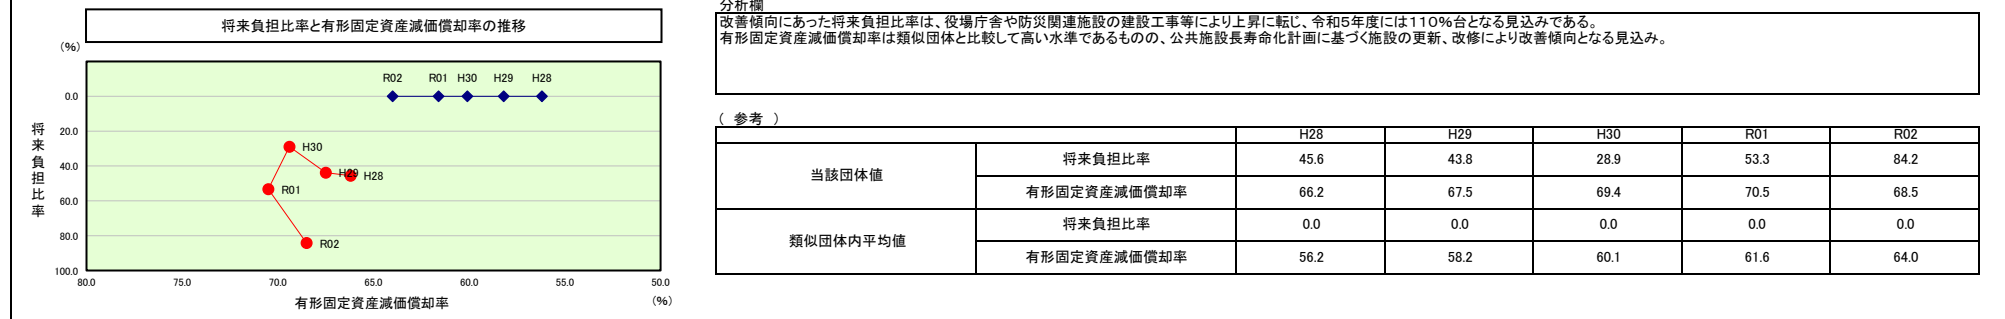 将来負担比率と有形固定資産減価償却率の推移
(％)
将来負担比率
0.0
20.0
40.0
60.0
80.0
100.0
R02 R01 H30 H29 H28
H30
H29 H28
R01
R02
80.0 75.0 70.0 65.0 60.0 55.0 50.0
有形固定資産減価償却率 (％)
分析欄
改善傾向にあった将来負担比率は、役場庁舎や防災関連施設の建設工事等により上昇に転じ、令和５年度には１１０％台となる見込みである。
有形固定資産減価償却率は類似団体と比較して高い水準であるものの、公共施設長寿命化計画に基づく施設の更新、改修により改善傾向となる見込み。
（ 参考 ）
H28 H29 H30 R01 R02
当該団体値
将来負担比率 45.6 43.8 28.9 53.3 84.2
有形固定資産減価償却率 66.2 67.5 69.4 70.5 68.5
類似団体内平均値
将来負担比率 0.0 0.0 0.0 0.0 0.0
有形固定資産減価償却率 56.2 58.2 60.1 61.6 64.0